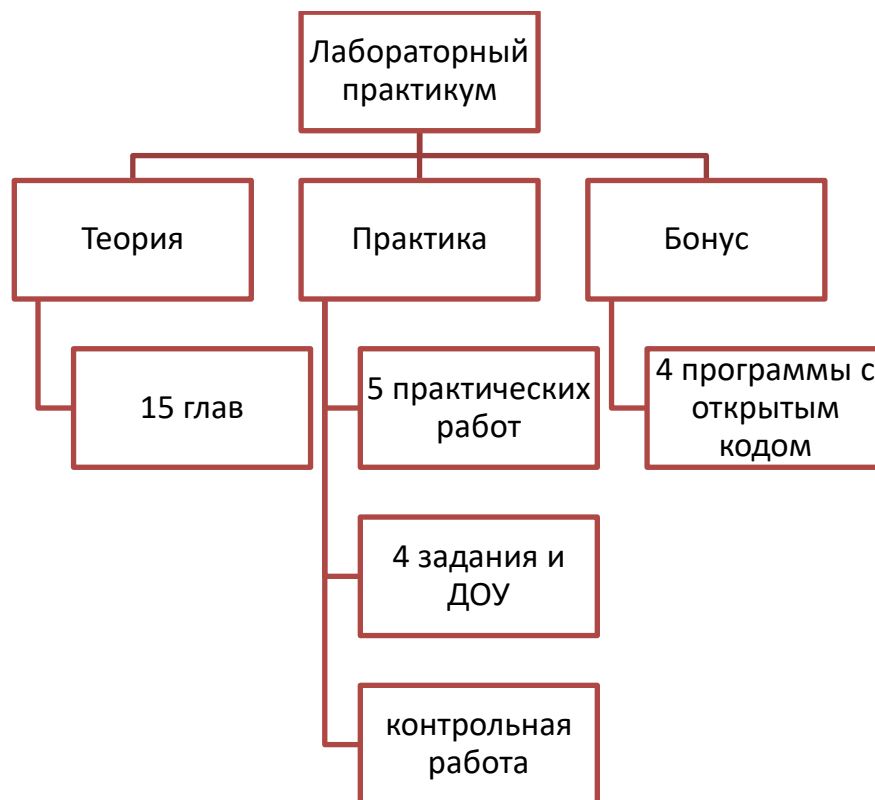 Лабораторный
практикум
Теория
Практика
Бонус
15 глав
5 практических
работ
4 программы с
открытым
кодом
4 задания и
ДОУ
контрольная
работа